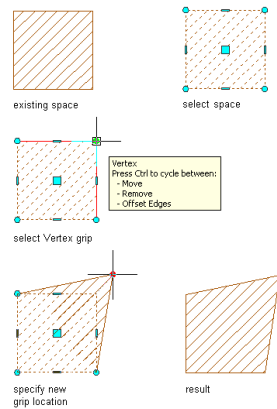 existing space
select space
Vertex
Press Ctrl to cycle between:
- Move
- Remove
- Offset Edges
select Vertex grip
specify new
grip location
result